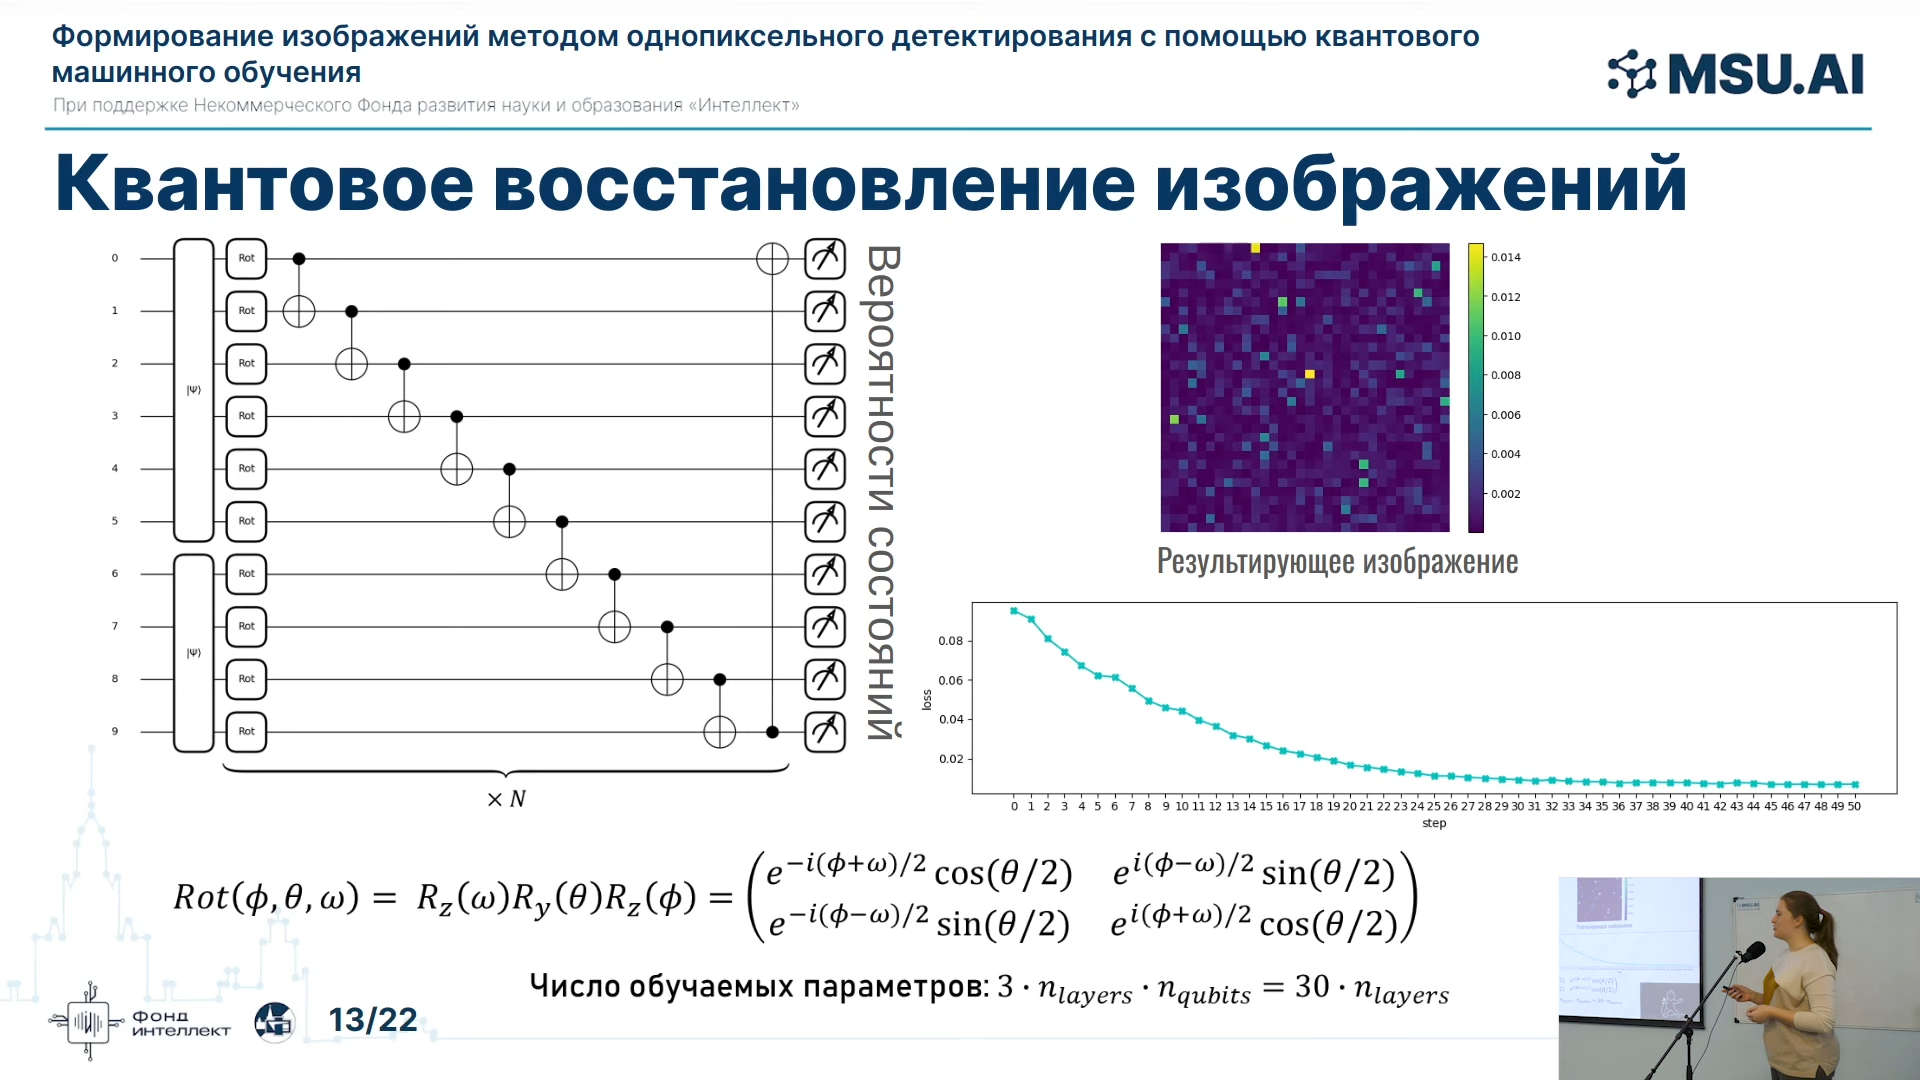 Формирование изображений методом однопиксельного детектирования с помощью квантового
машинного обучения
При поддержке Некоммерческого Фонда развития науки и образования «Интеллект»
MSU.AI
Квантовое восстановление изображений
0
1
2
3
4
5
6
7
8
9
|Ψ⟩
|Ψ⟩
Rot
Rot
Rot
Rot
Rot
Rot
Rot
Rot
Rot
Rot
× N
Вероятности состояний
0.014
0.012
0.010
0.008
0.006
0.004
0.002
Результирующее изображение
0.08
0.06
0.04
0.02
loss
0 1 2 3 4 5 6 7 8 9 10 11 12 13 14 15 16 17 18 19 20 21 22 23 24 25 26 27 28 29 30 31 32 33 34 35 36 37 38 39 40 41 42 43 44 45 46 47 48 49 50
step
Rot(ϕ,θ,ω) = R_z(ω)R_y(θ)R_z(ϕ) = 
e^{−i(ϕ+ω)/2} cos(θ/2) e^{i(ϕ−ω)/2} sin(θ/2)
e^{−i(ϕ−ω)/2} sin(θ/2) e^{i(ϕ+ω)/2} cos(θ/2)
Число обучаемых параметров: 3 · n_{layers} · n_{qubits} = 30 · n_{layers}
ФОНД
ИНТЕЛЛЕКТ
13/22